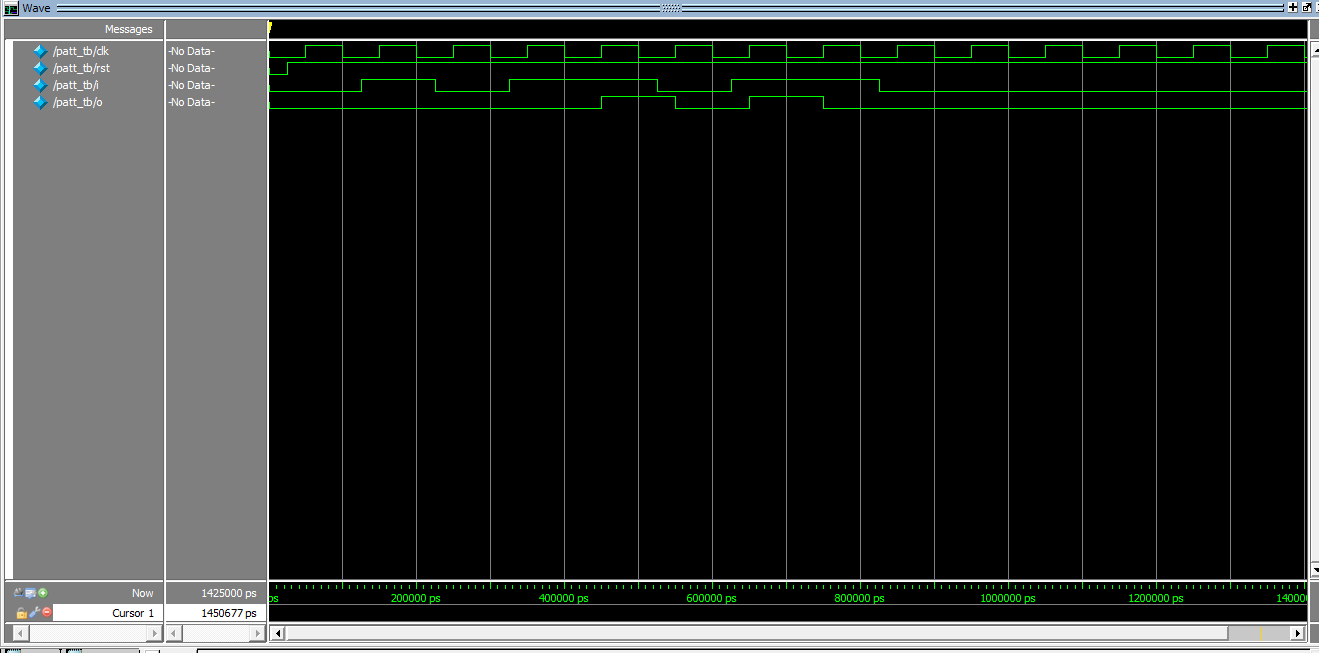 Wave
Messages
/patt_tb/clk -No Data-
/patt_tb/rst -No Data-
/patt_tb/i -No Data-
/patt_tb/o -No Data-
Now 1425000 ps
ps 200000 ps 400000 ps 600000 ps 800000 ps 1000000 ps 1200000 ps 140000
Cursor 1 1450677 ps